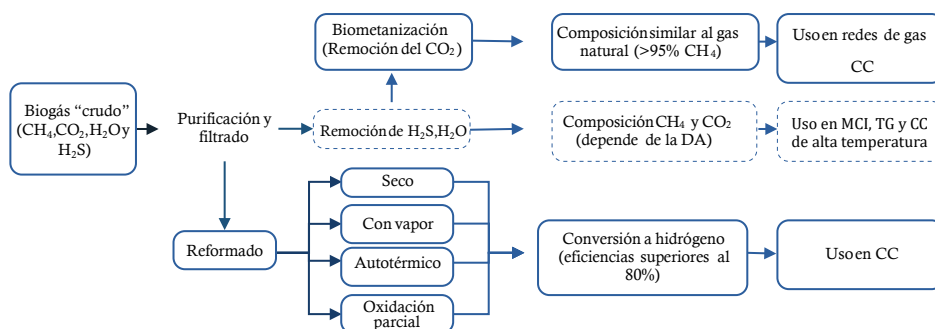 Biometanización
(Remoción del CO₂)
Composición similar al gas
natural (>95% CH₄)
Uso en redes de gas
CC
Biogás “crudo”
(CH₄,CO₂,H₂O y
H₂S)
Purificación y
filtrado
Remoción de H₂S,H₂O
Composición CH₄ y CO₂
(depende de la DA)
Uso en MCI, TG y CC
de alta temperatura
Seco
Con vapor
Reformado
Autotérmico
Oxidación
parcial
Conversión a hidrógeno
(eficiencias superiores al
80%)
Uso en CC